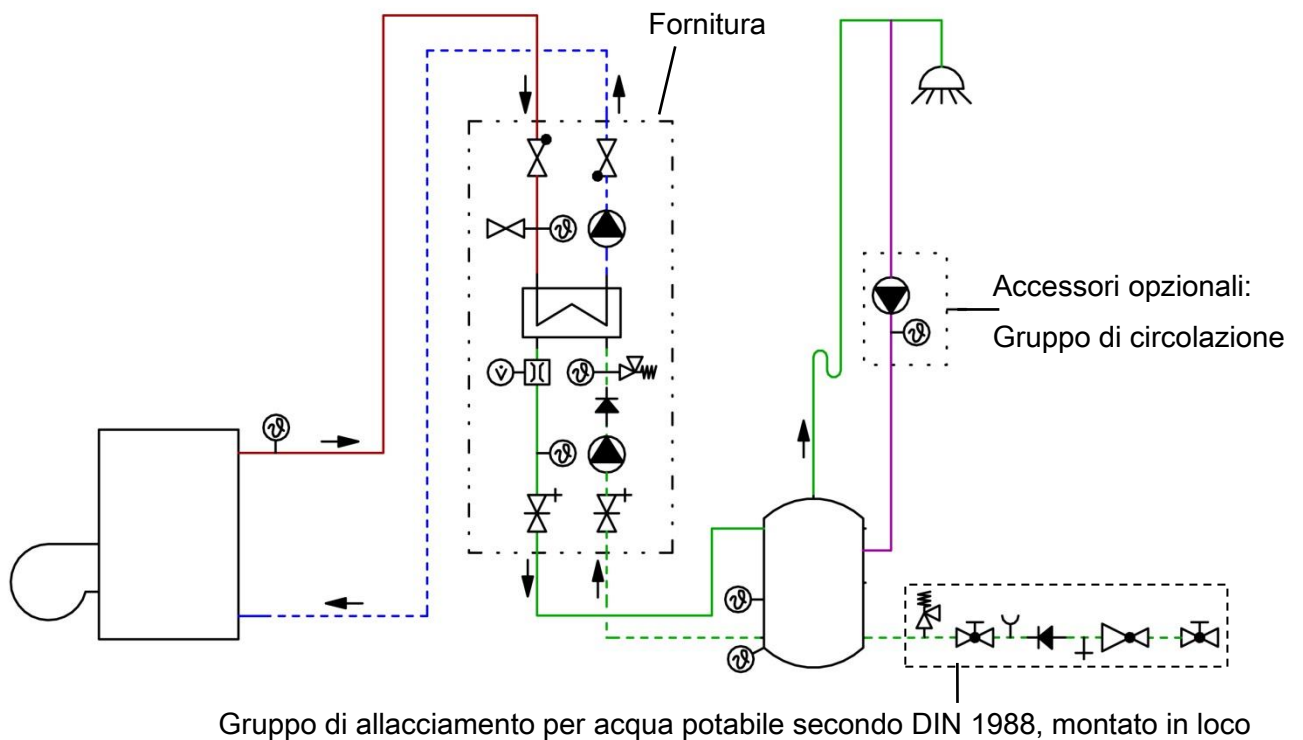 Fornitura
Accessori opzionali:
Gruppo di circolazione
ϑ
ϑ
V̇
ϑ
ϑ
ϑ
ϑ
ϑ
ϑ
Gruppo di allacciamento per acqua potabile secondo DIN 1988, montato in loco